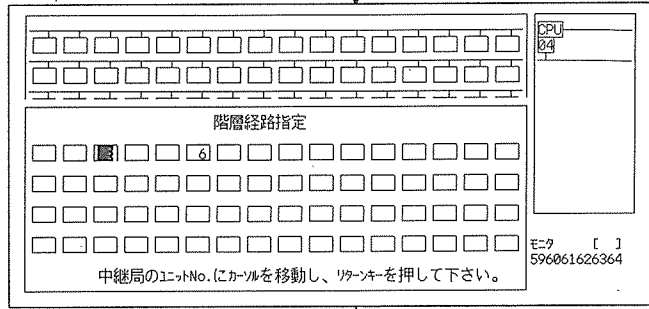 CPU
04
階層経路指定
3 6
中継局のﾕﾆｯﾄNo.にｶｰｿﾙを移動し、ﾘﾀｰﾝｷｰを押して下さい。
ﾓﾆﾀ [ ]
596061626364